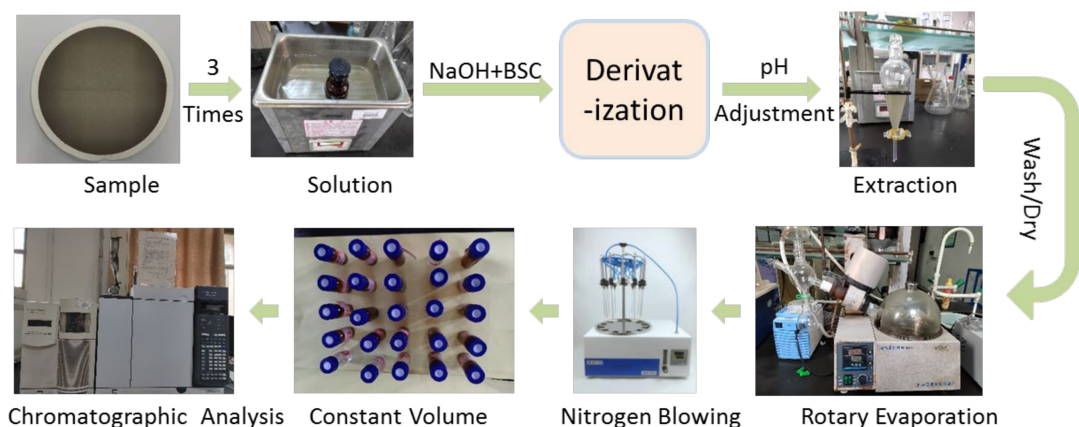 3
Times
NaOH+BSC
Derivat
-ization
pH
Adjustment
Sample
Solution
Extraction
Wash/Dry
Chromatographic Analysis
Constant Volume
Nitrogen Blowing
Rotary Evaporation